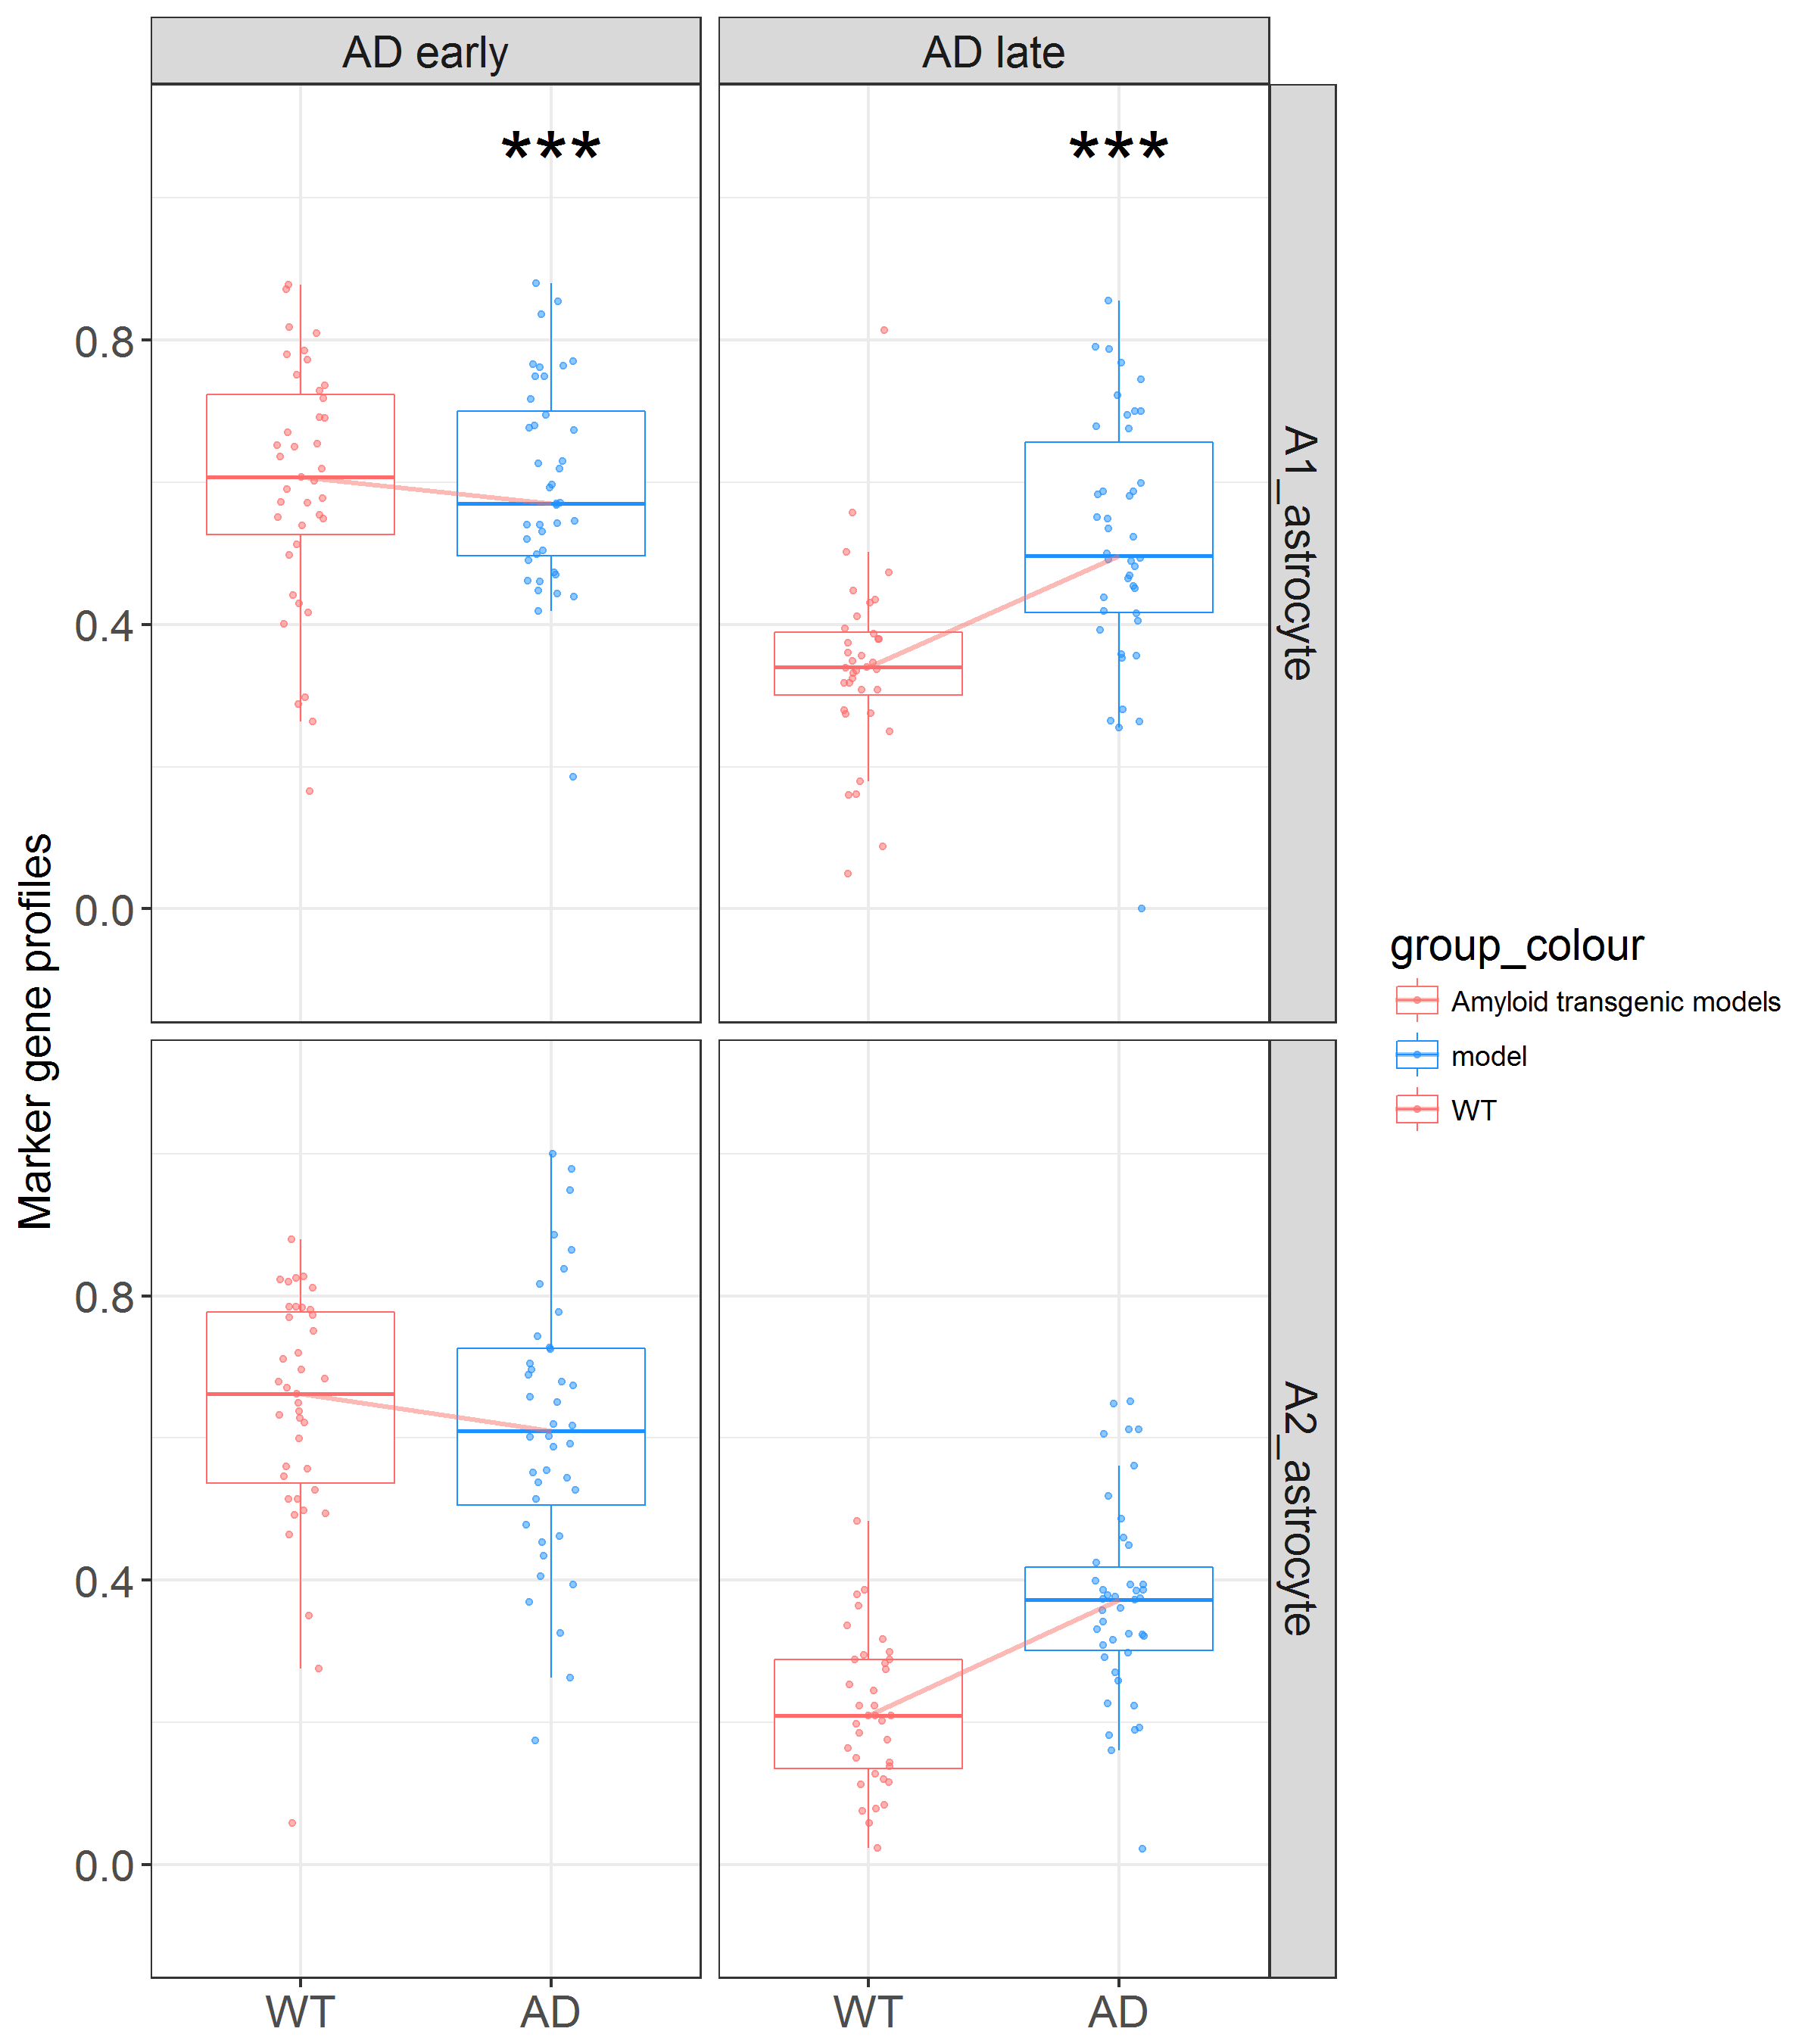 AD early
AD late
***
***
A1_astrocyte
A2_astrocyte
Marker gene profiles
0.8
0.4
0.0
0.8
0.4
0.0
WT
AD
WT
AD
group_colour
Amyloid transgenic models
model
WT